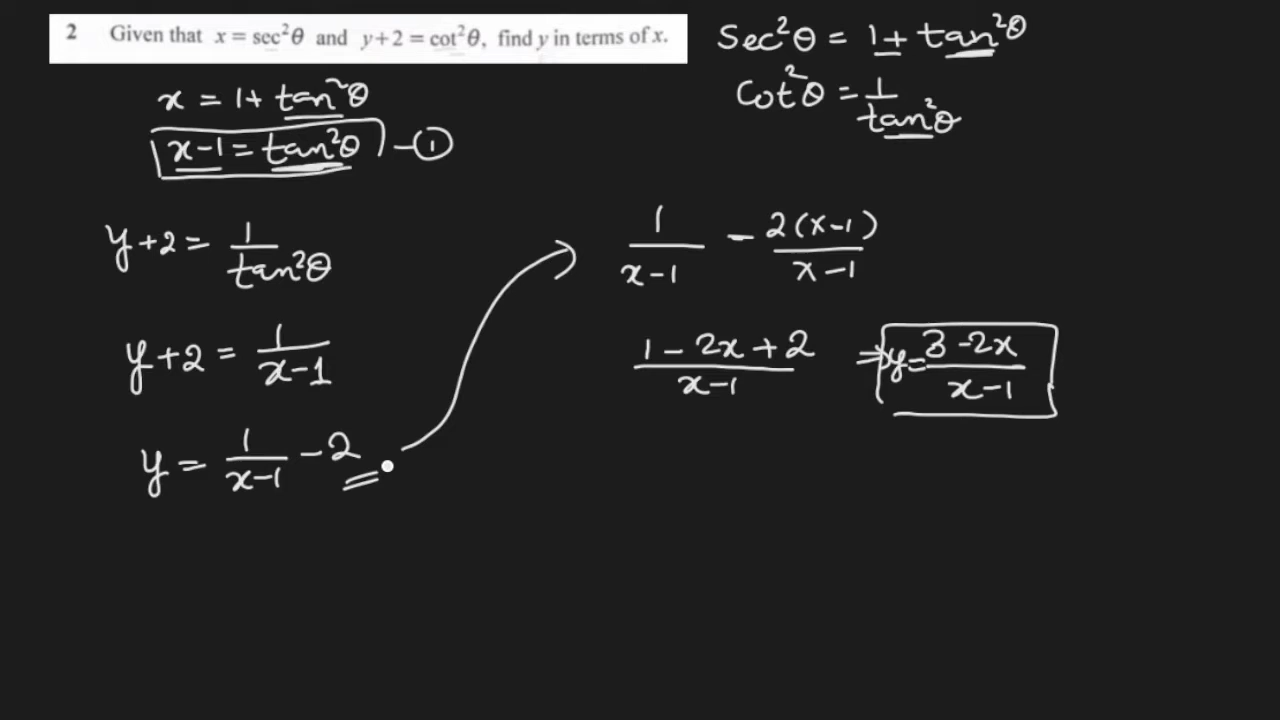 2 Given that x = sec²θ and y+2 = cot²θ, find y in terms of x.
x = 1 + tan²θ
x-1 = tan²θ —①
y+2 = 1/tan²θ
y+2 = 1/(x-1)
y = 1/(x-1) - 2
Sec²θ = 1 + tan²θ
Cot²θ = 1/tan²θ
1/(x-1) - 2(x-1)/(x-1)
(1 - 2x + 2)/(x-1) ⇒ y = (3-2x)/(x-1)